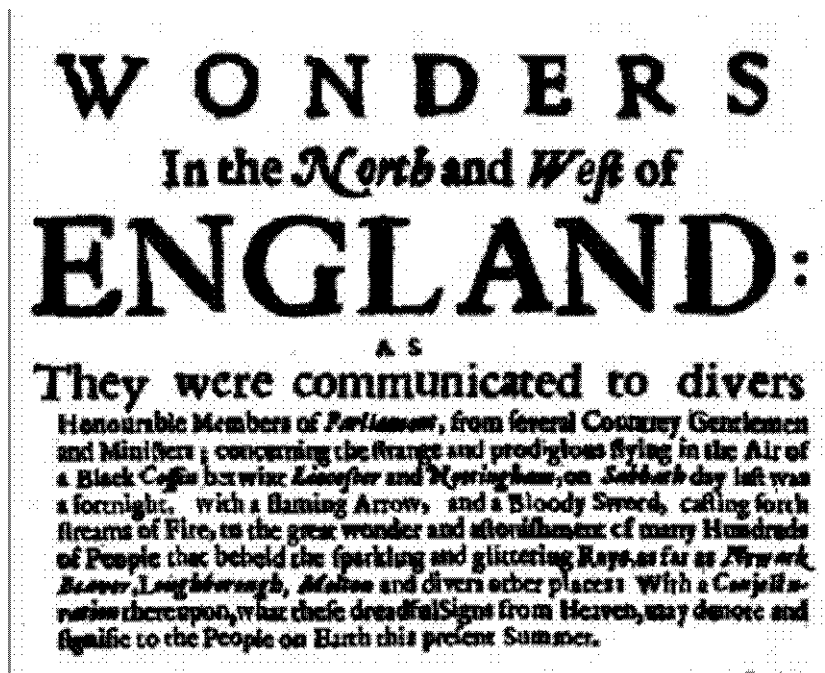 WONDERS
In the North and Weſt of
ENGLAND:
AS
They were communicated to divers
Honourable Members of Parliament, from ſeveral Countrey Gentlemen
and Miniſters; concerning the ſtrange and prodigious flying in the Air of
a Black Coffin betwixt Leiceſter and Nottingham, on Sabbath day laſt was
a fortnight. With a flaming Arrow, and a Bloody Sword, caſting forth
ſtreams of Fire, to the great wonder and aſtoniſhment of many Hundreds
of People that beheld the ſparkling and glittering Rays, as far as Newark
Beaver, Loughborough, Melton and divers other places: With a Conjectu-
ration thereupon, what theſe dreadful Signs from Heaven, may denote and
ſignifie to the People on Earth this preſent Summer.